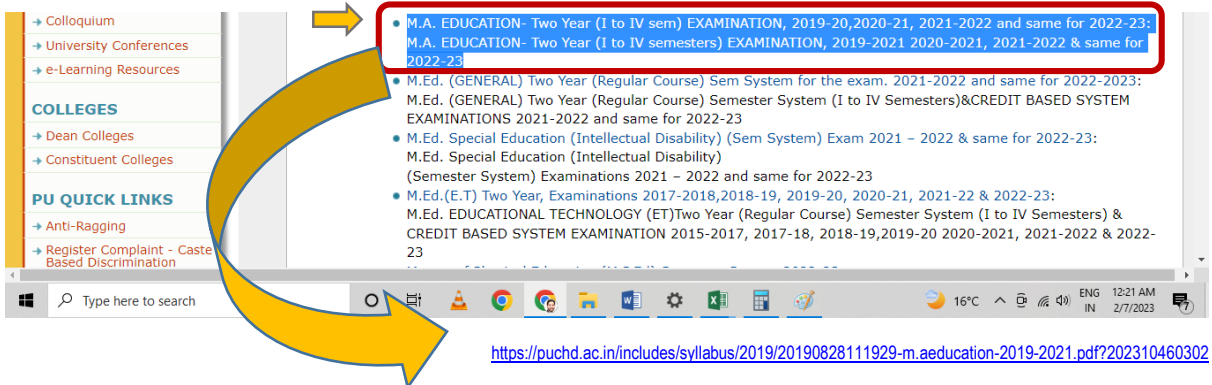 Colloquium
University Conferences
e-Learning Resources
COLLEGES
Dean Colleges
Constituent Colleges
PU QUICK LINKS
Anti-Ragging
Register Complaint - Caste
Based Discrimination
M.A. EDUCATION- Two Year (I to IV sem) EXAMINATION, 2019-20,2020-21, 2021-2022 and same for 2022-23:
M.A. EDUCATION- Two Year (I to IV semesters) EXAMINATION, 2019-2021 2020-2021, 2021-2022 & same for
2022-23
M.Ed. (GENERAL) Two Year (Regular Course) Sem System for the exam. 2021-2022 and same for 2022-2023:
M.Ed. (GENERAL) Two Year (Regular Course) Semester System (I to IV Semesters)&CREDIT BASED SYSTEM
EXAMINATIONS 2021-2022 and same for 2022-23
M.Ed. Special Education (Intellectual Disability) (Sem System) Exam 2021 – 2022 & same for 2022-23:
M.Ed. Special Education (Intellectual Disability)
(Semester System) Examinations 2021 – 2022 and same for 2022-23
M.Ed.(E.T) Two Year, Examinations 2017-2018,2018-19, 2019-20, 2020-21, 2021-22 & 2022-23:
M.Ed. EDUCATIONAL TECHNOLOGY (ET)Two Year (Regular Course) Semester System (I to IV Semesters) &
CREDIT BASED SYSTEM EXAMINATION 2015-2017, 2017-18, 2018-19,2019-20 2020-2021, 2021-2022 & 2022-
23
Type here to search
16°C
ENG
IN
12:21 AM
2/7/2023
7
https://puchd.ac.in/includes/syllabus/2019/20190828111929-m.aeducation-2019-2021.pdf?202310460302